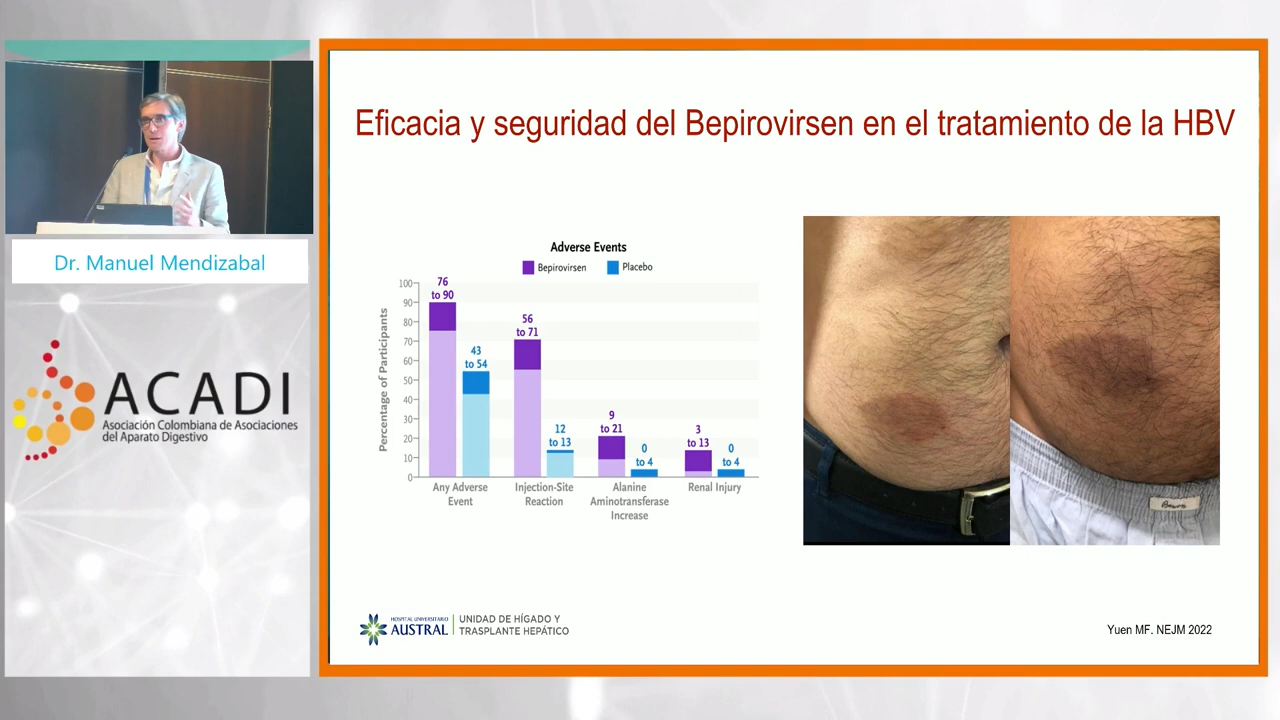 Eficacia y seguridad del Bepirovirsen en el tratamiento de la HBV
Dr. Manuel Mendizabal
ACADI
Asociación Colombiana de Asociaciones
del Aparato Digestivo
Adverse Events
Bepirovirsen
Placebo
Percentage of Participants
100
90
80
70
60
50
40
30
20
10
0
76
to 90
43
to 54
56
to 71
12
to 13
9
to 21
0
to 4
3
to 13
0
to 4
Any Adverse
Event
Injection-Site
Reaction
Alanine
Aminotransferase
Increase
Renal Injury
HOSPITAL UNIVERSITARIO
AUSTRAL
UNIDAD DE HÍGADO Y
TRASPLANTE HEPÁTICO
Yuen MF. NEJM 2022